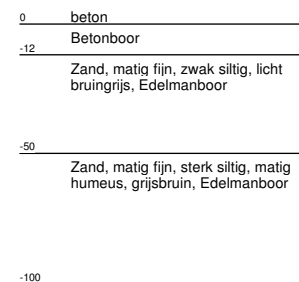 0 beton
Betonboor
-12
Zand, matig fijn, zwak siltig, licht
bruingrijs, Edelmanboor
-50
Zand, matig fijn, sterk siltig, matig
humeus, grijsbruin, Edelmanboor
-100